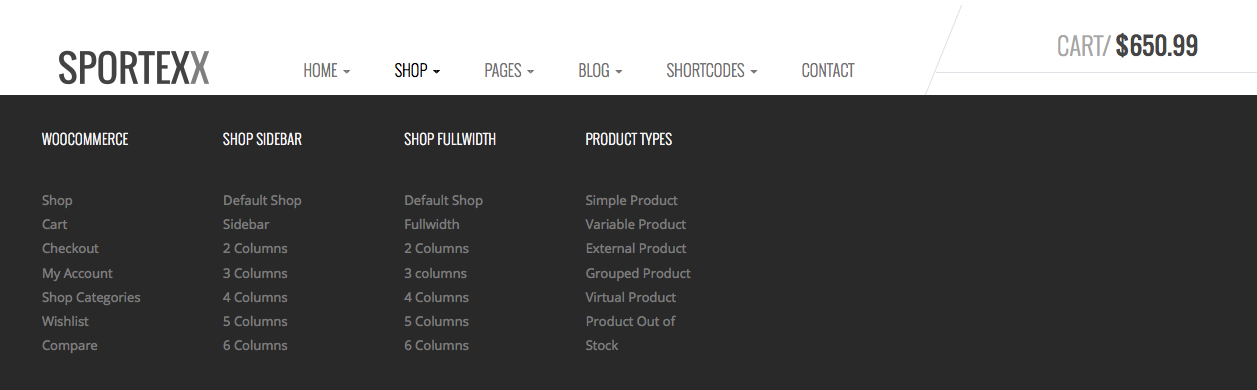 SPORTEXX
HOME
SHOP
PAGES
BLOG
SHORTCODES
CONTACT
CART/ $650.99
WOOCOMMERCE
Shop
Cart
Checkout
My Account
Shop Categories
Wishlist
Compare
SHOP SIDEBAR
Default Shop
Sidebar
2 Columns
3 Columns
4 Columns
5 Columns
6 Columns
SHOP FULLWIDTH
Default Shop
Fullwidth
2 Columns
3 columns
4 Columns
5 Columns
6 Columns
PRODUCT TYPES
Simple Product
Variable Product
External Product
Grouped Product
Virtual Product
Product Out of
Stock